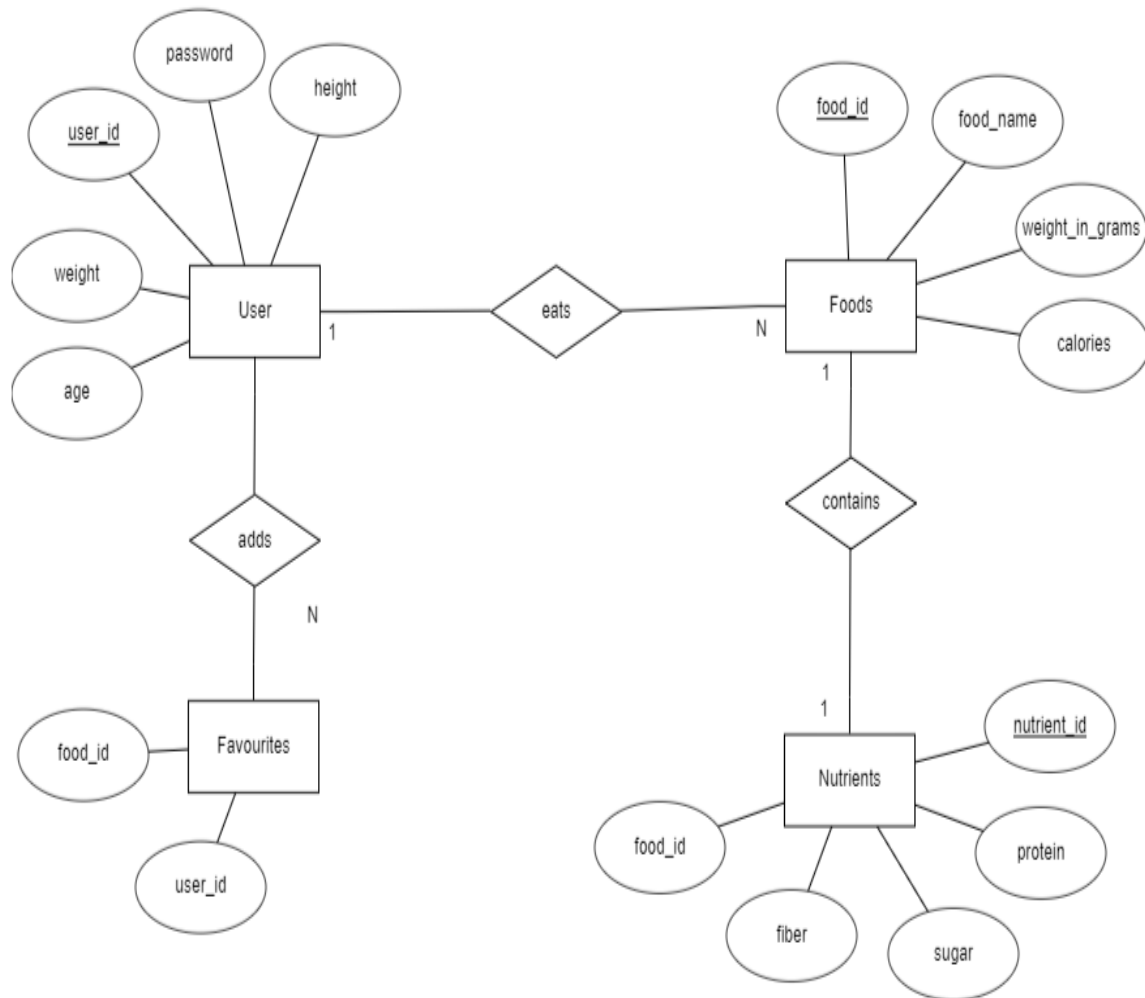 password
height
user_id
food_id
food_name
weight_in_grams
weight
User
1
eats
N
Foods
calories
age
1
contains
adds
N
1
nutrient_id
Favourites
food_id
Nutrients
food_id
protein
user_id
fiber
sugar